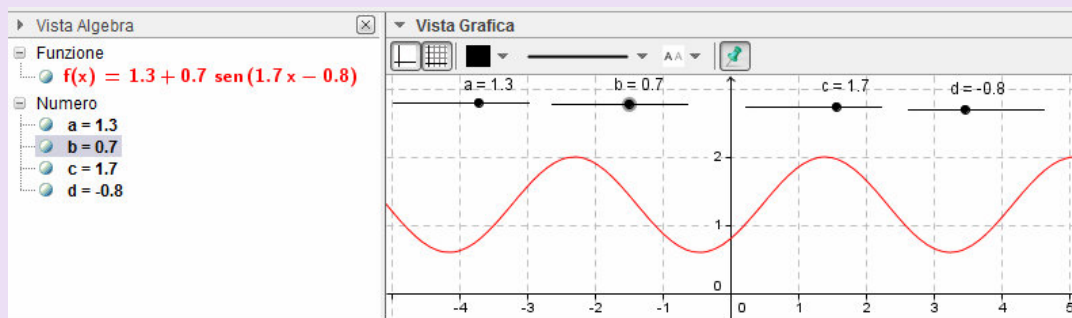 Vista Algebra
Funzione
f(x) = 1.3 + 0.7 sen (1.7 x − 0.8)
Numero
a = 1.3
b = 0.7
c = 1.7
d = -0.8
Vista Grafica
AA
a = 1.3 b = 0.7 c = 1.7 d = -0.8
2
1
0
-4 -3 -2 -1 0 1 2 3 4 5